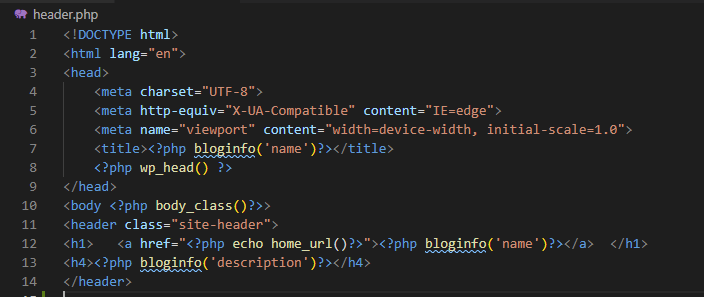 header.php
1 <!DOCTYPE html>
2 <html lang="en">
3 <head>
4     <meta charset="UTF-8">
5     <meta http-equiv="X-UA-Compatible" content="IE=edge">
6     <meta name="viewport" content="width=device-width, initial-scale=1.0">
7     <title><?php bloginfo('name')?></title>
8     <?php wp_head() ?>
9 </head>
10 <body <?php body_class()?>>
11 <header class="site-header">
12 <h1>   <a href="<?php echo home_url()?>"><?php bloginfo('name')?></a>  </h1>
13 <h4><?php bloginfo('description')?></h4>
14 </header>